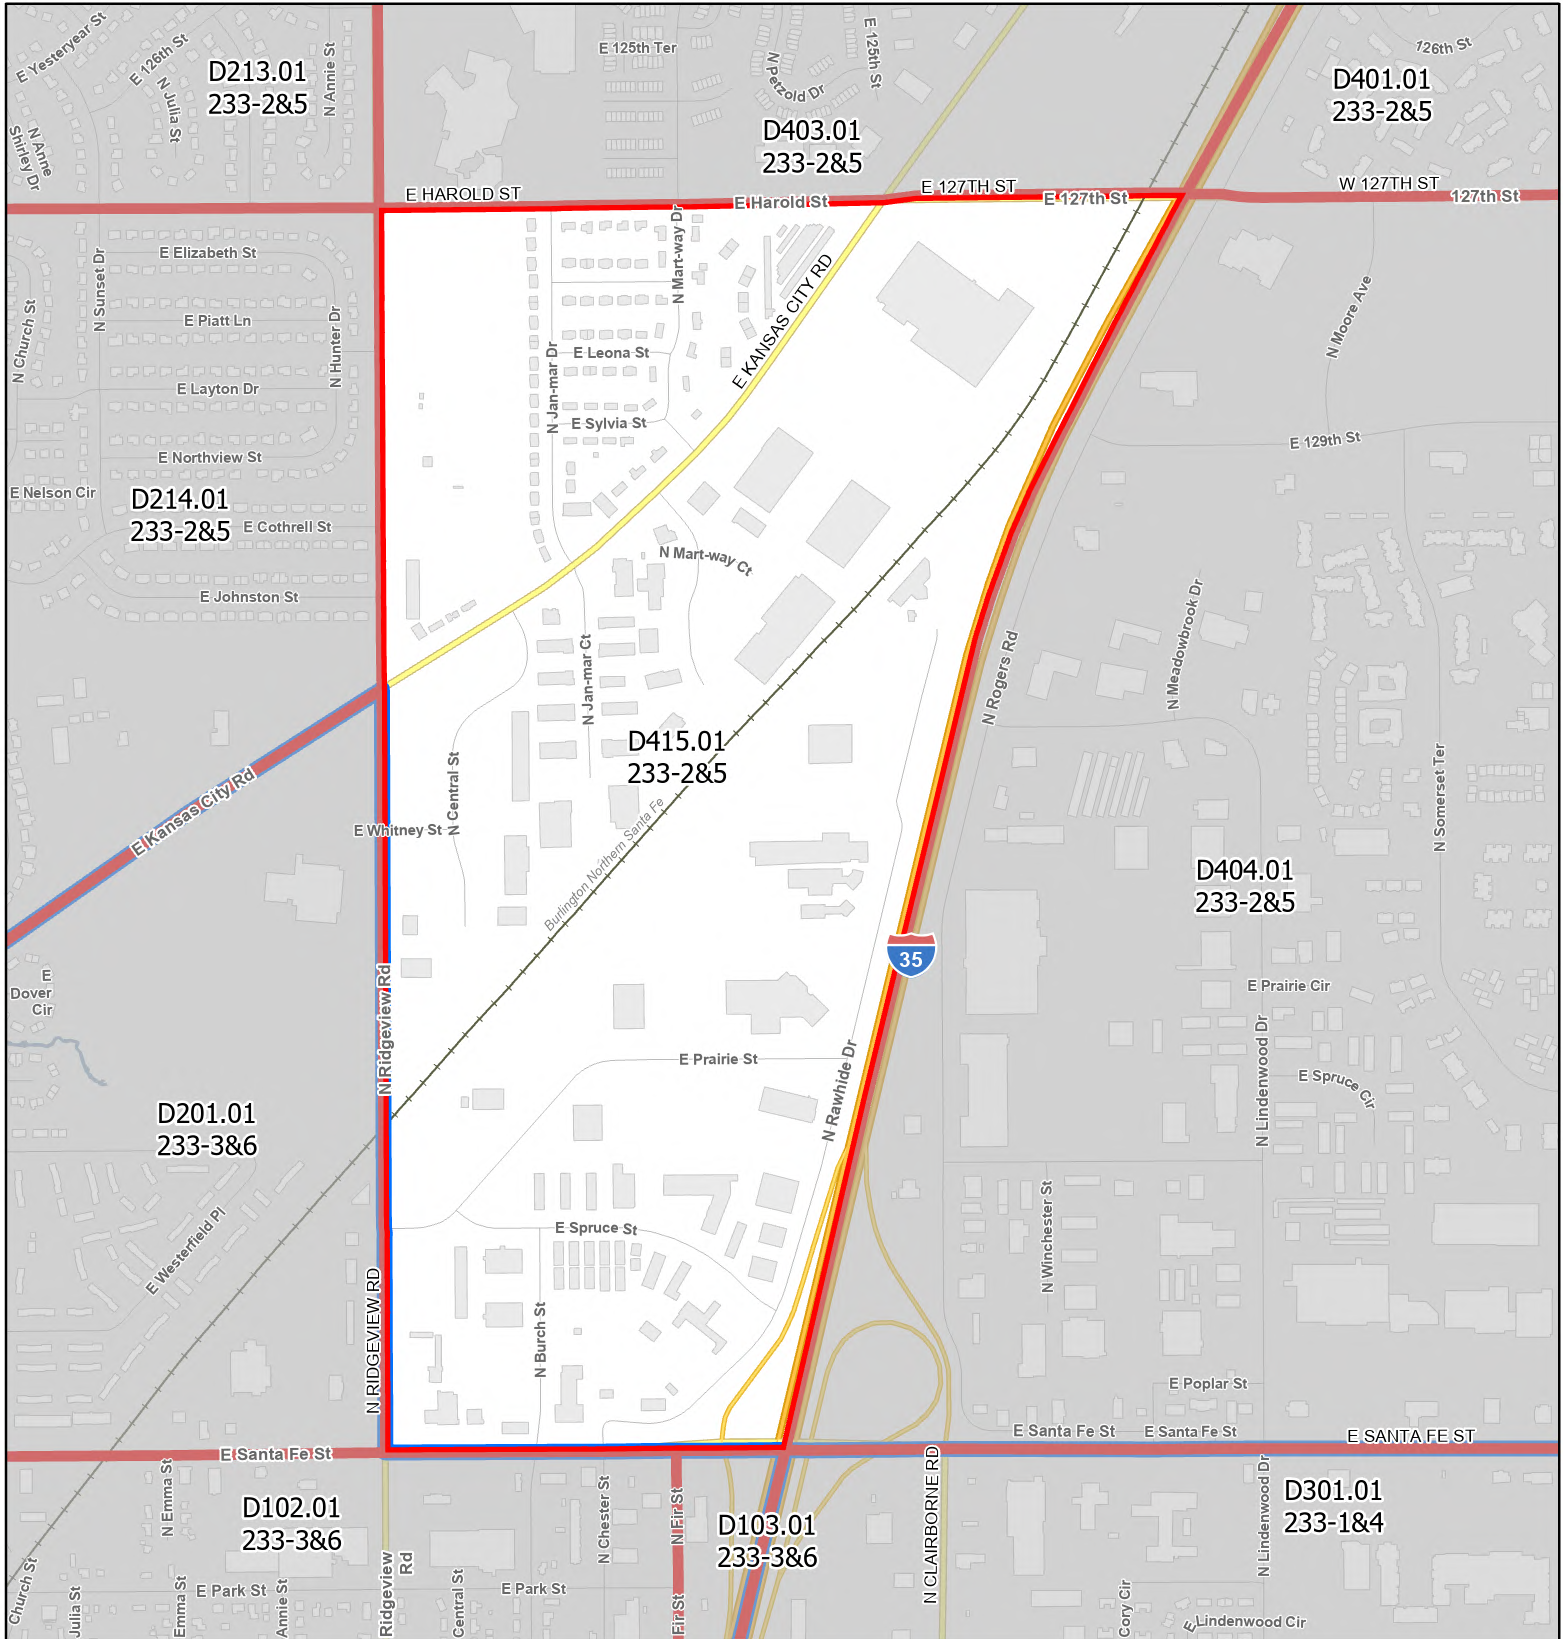 E Yesteryear St
E 126th St
N Julia St
N Annie St
N Anne
Shirley Dr
D213.01
233-2&5
E 125th Ter
N Petzold Dr
E 125th St
D403.01
233-2&5
126th St
D401.01
233-2&5
E HAROLD ST
E Harold St
E 127TH ST
E 127th St
W 127TH ST
127th St
N Church St
N Sunset Dr
E Elizabeth St
E Piatt Ln
E Layton Dr
N Hunter Dr
E Northview St
E Nelson Cir
D214.01
233-2&5
E Cothrell St
E Johnston St
N Mart-way Dr
N Jan-mar Dr
E Leona St
E Sylvia St
E KANSAS CITY RD
N Mart-way Ct
N Moore Ave
E 129th St
N Rogers Rd
N Meadowbrook Dr
N Somerset Ter
N Jan-mar Ct
D415.01
233-2&5
N Central St
E Whitney St
E Kansas City Rd
Burlington Northern Santa Fe
D404.01
233-2&5
35
E
Dover
Cir
N Ridgeview Rd
E Prairie St
N Rawhide Dr
E Prairie Cir
N Lindenwood Dr
E Spruce Cir
D201.01
233-3&6
E Westerfield Pl
E Spruce St
N Burch St
N RIDGEVIEW RD
N Winchester St
E Poplar St
E Santa Fe St
E Santa Fe St
E Santa Fe St
E SANTA FE ST
N Emma St
D102.01
233-3&6
N Chester St
N Fir St
D103.01
233-3&6
N CLAIRBORNE RD
N Lindenwood Dr
D301.01
233-1&4
Church St
Julia St
Emma St
E Park St
Annie St
Ridgeview
Rd
Central St
E Park St
Fir St
Cory Cir
E Lindenwood Cir